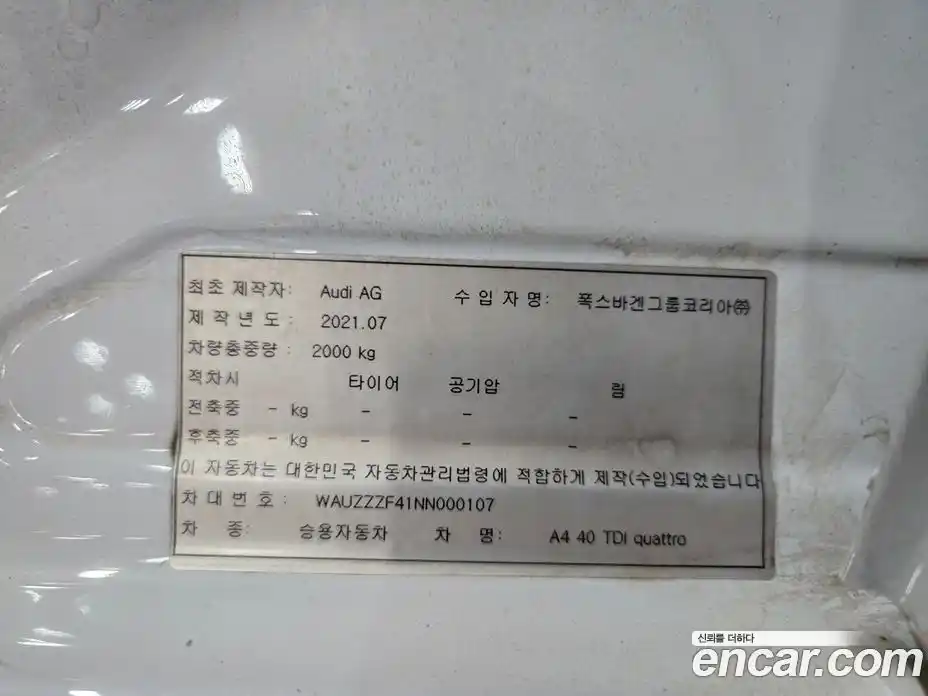 최초 제작자: Audi AG 수 입 자 명: 폭스바겐그룹코리아㈜
제 작 년 도 : 2021.07
차량총중량 : 2000 kg
적차시 타이어 공기압 림
전축중 - kg - - -
후축중 - kg - - -
이 자동차는 대한민국 자동차관리법령에 적합하게 제작(수입)되었습니다
차 대 번 호 : WAUZZZF41NN000107
차 종: 승용자동차 차 명: A4 40 TDI quattro
신뢰를 더하다
encar.com